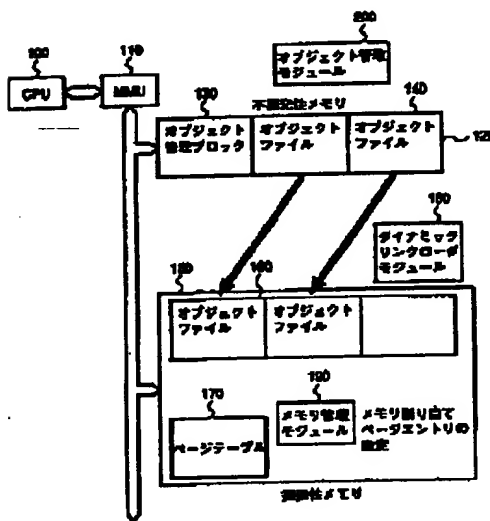 200
オブジェクト管理
モジュール
100
CPU
110
MMU
130
不揮発性メモリ
140
オブジェクト
管理ブロック
オブジェクト
ファイル
オブジェクト
ファイル
ダイナミック
リンクローダ
モジュール
160
オブジェクト
ファイル
オブジェクト
ファイル
170
ページテーブル
190
メモリ管理
モジュール
メモリ割り当て
ページエントリの
設定
揮発性メモリ